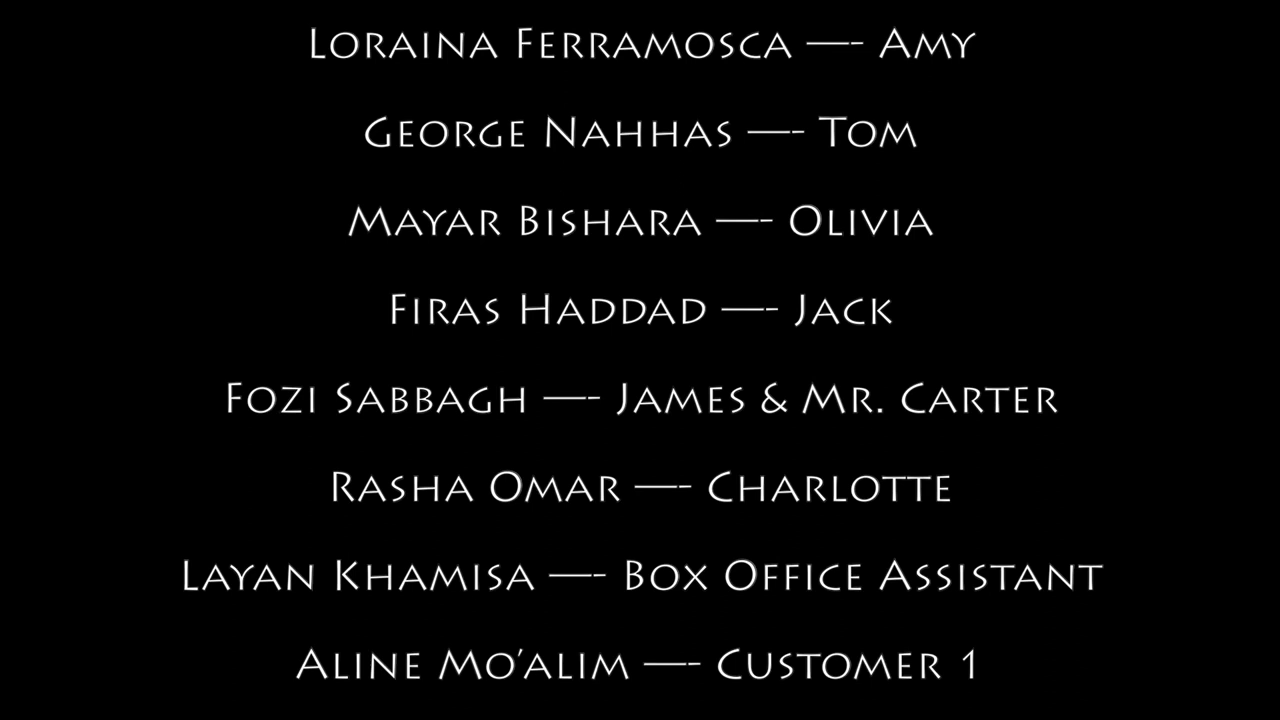 Loraina Ferramosca —- Amy
George Nahhas —- Tom
Mayar Bishara —- Olivia
Firas Haddad —- Jack
Fozi Sabbagh —- James & Mr. Carter
Rasha Omar —- Charlotte
Layan Khamisa —- Box Office Assistant
Aline Mo’alim —- Customer 1